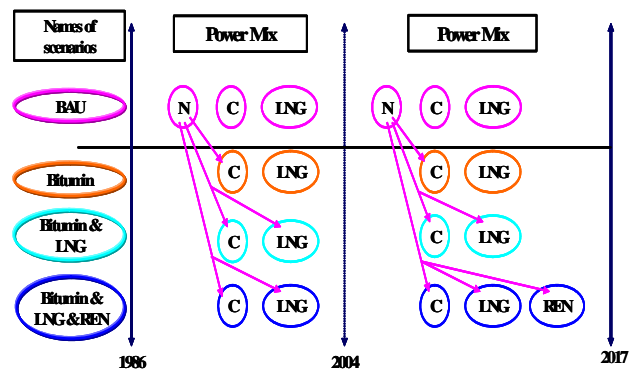 Names of
scenarios
Power Mix
Power Mix
BAU
N
C
LNG
N
C
LNG
Bitumin
C
LNG
C
LNG
Bitumin &
LNG
C
LNG
C
LNG
Bitumin &
LNG & REN
C
LNG
C
LNG
REN
1986
2004
2017